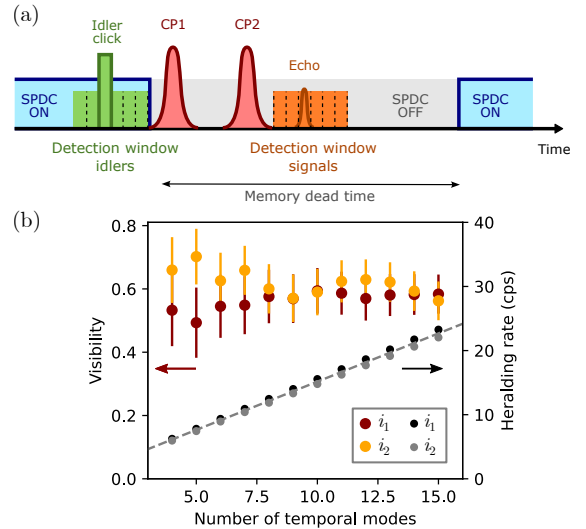 (a)
Idler
click
CP1
CP2
Echo
SPDC
ON
SPDC
OFF
SPDC
ON
Time
Detection window
idlers
Detection window
signals
Memory dead time
(b)
0.8
0.6
0.4
0.2
0.0
Visibility
40
30
20
10
0
Heralding rate (cps)
i1 i1
i2 i2
5.0 7.5 10.0 12.5 15.0
Number of temporal modes